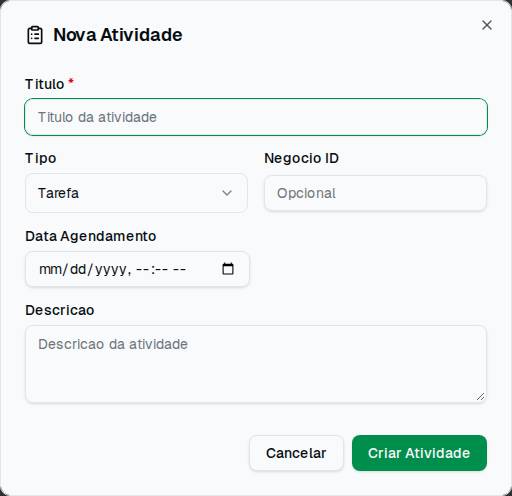 Nova Atividade
Titulo *
Titulo da atividade
Tipo
Negocio ID
Tarefa
Opcional
Data Agendamento
mm/dd/yyyy, --:-- --
Descricao
Descricao da atividade
Cancelar
Criar Atividade